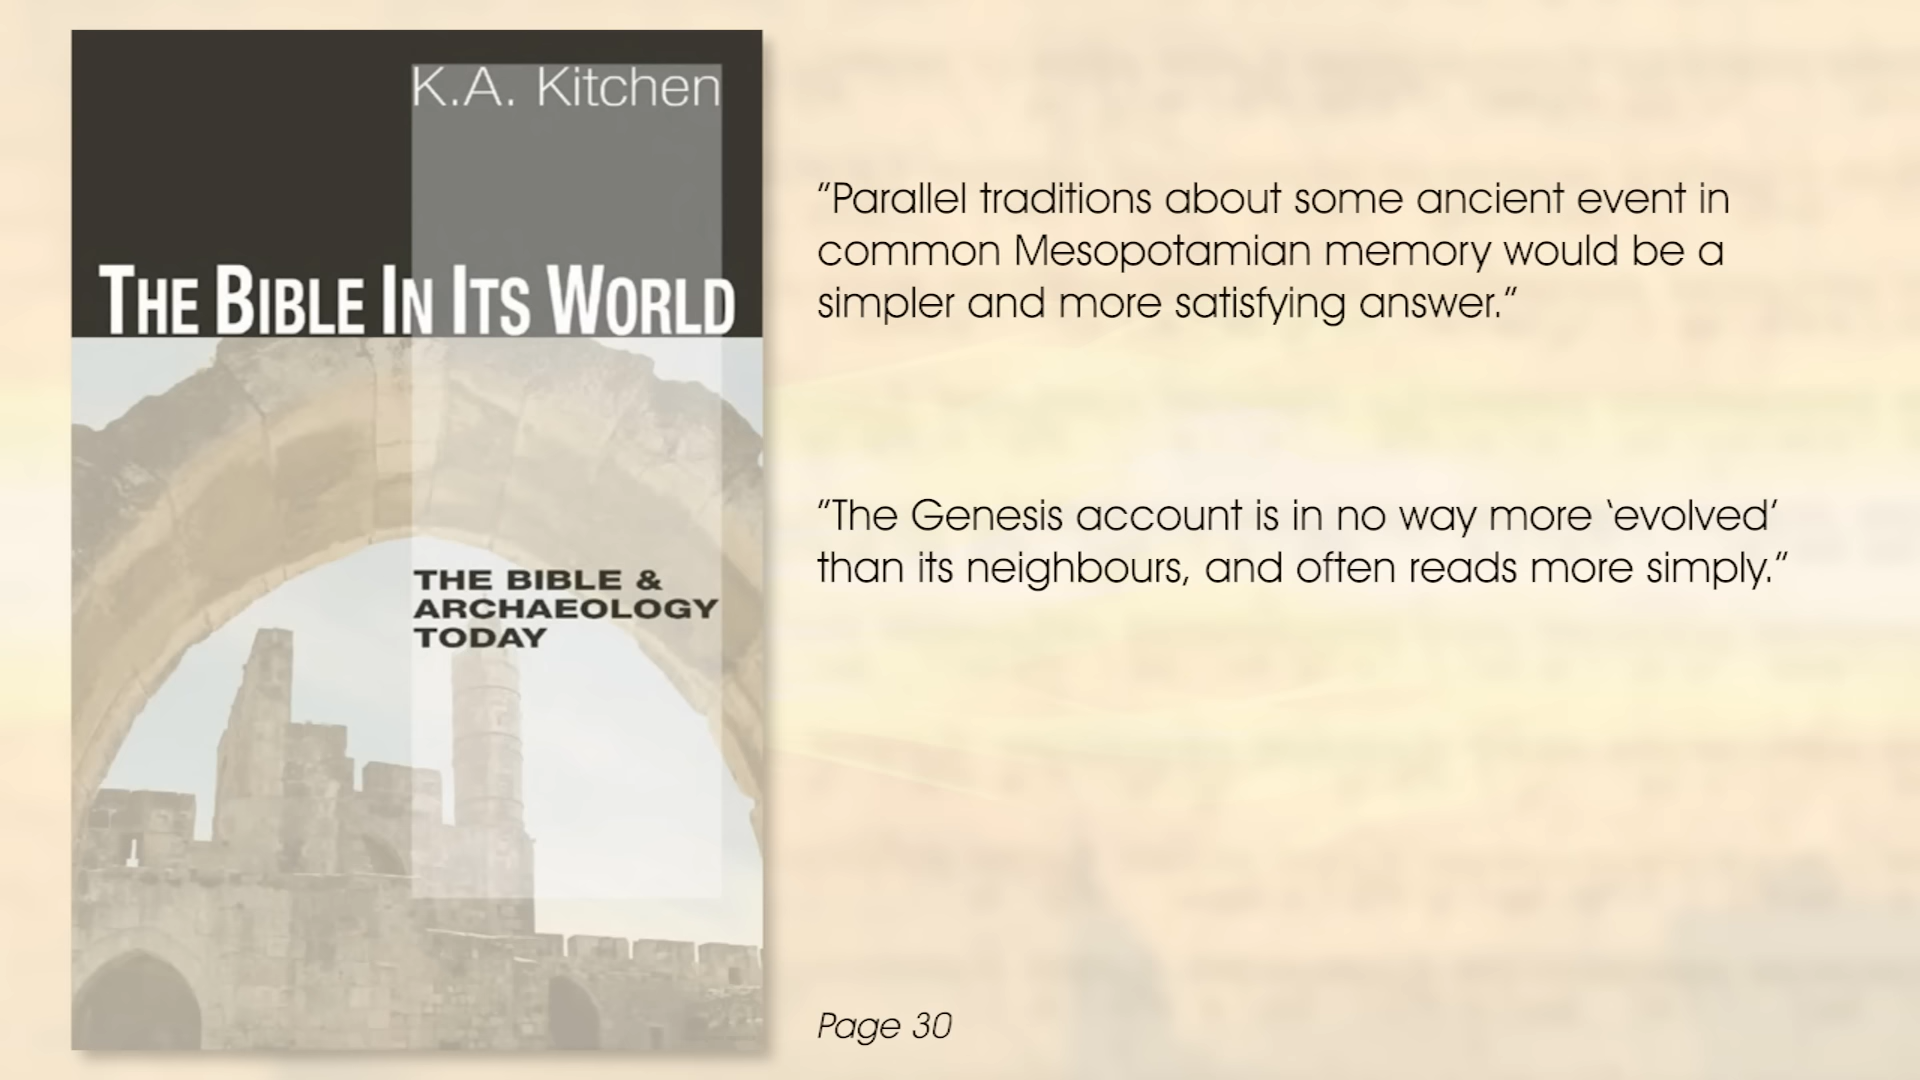 K.A. Kitchen
THE BIBLE IN ITS WORLD
THE BIBLE &
ARCHAEOLOGY
TODAY
"Parallel traditions about some ancient event in
common Mesopotamian memory would be a
simpler and more satisfying answer."
"The Genesis account is in no way more ‘evolved’
than its neighbours, and often reads more simply."
Page 30